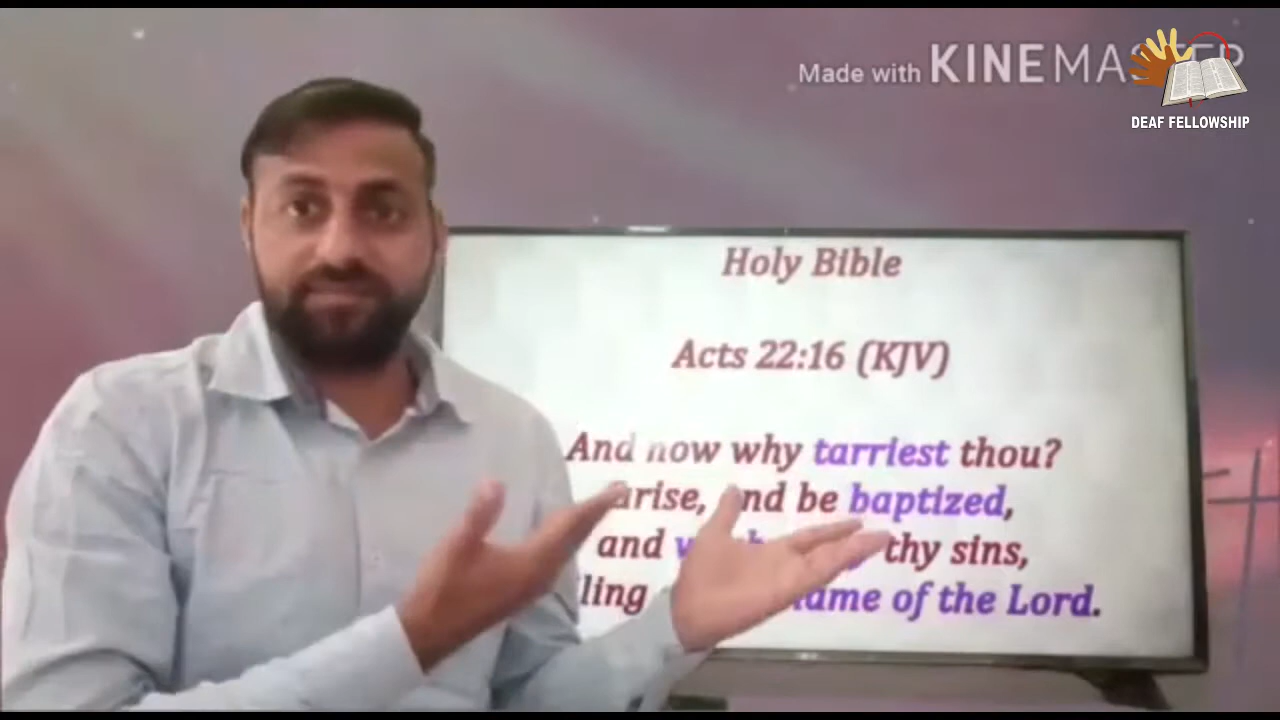 Made with KINEMASTER
DEAF FELLOWSHIP
Holy Bible
Acts 22:16 (KJV)
And now why tarriest thou?
arise, and be baptized,
and thy sins,
name of the Lord.